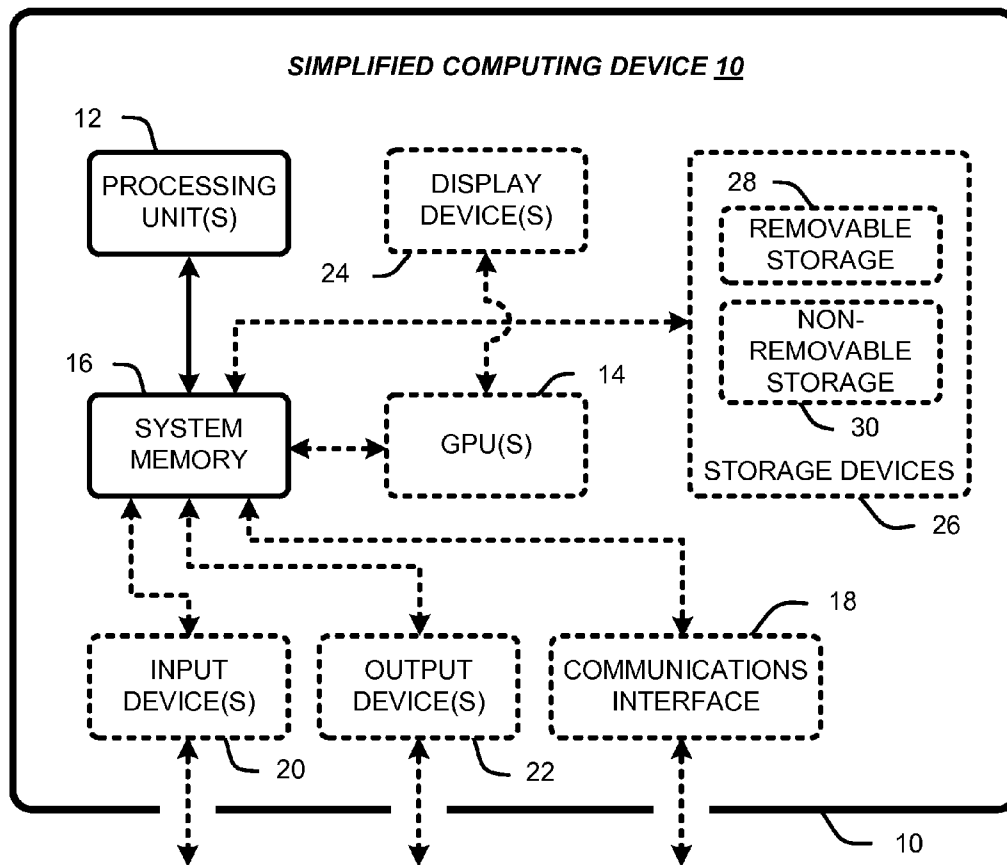 SIMPLIFIED COMPUTING DEVICE 10
12
PROCESSING
UNIT(S)
DISPLAY
DEVICE(S)
24
28
REMOVABLE
STORAGE
NON-
REMOVABLE
STORAGE
30
STORAGE DEVICES
26
16
SYSTEM
MEMORY
14
GPU(S)
18
INPUT
DEVICE(S)
20
OUTPUT
DEVICE(S)
22
COMMUNICATIONS
INTERFACE
10